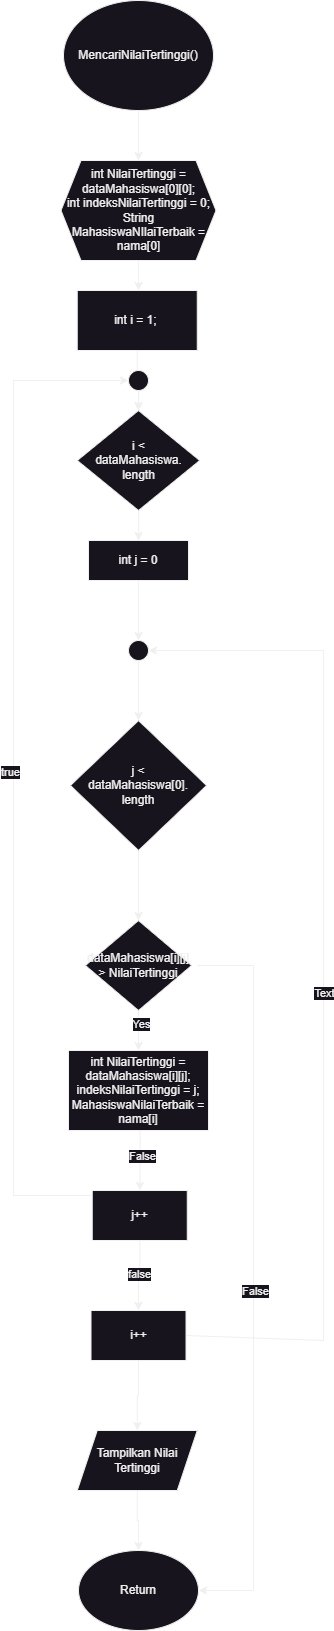 MencariNilaiTertinggi()
int NilaiTertinggi =
dataMahasiswa[0][0];
int indeksNilaiTertinggi = 0;
String
MahasiswaNIlaiTerbaik =
nama[0]
int i = 1;
i <
dataMahasiswa.
length
int j = 0
j <
dataMahasiswa[0].
length
true
dataMahasiswa[i][j]
> NilaiTertinggi
Text
Yes
int NilaiTertinggi =
dataMahasiswa[i][j];
indeksNilaiTertinggi = j;
MahasiswaNilaiTerbaik =
nama[i]
False
j++
false
False
i++
Tampilkan Nilai
Tertinggi
Return